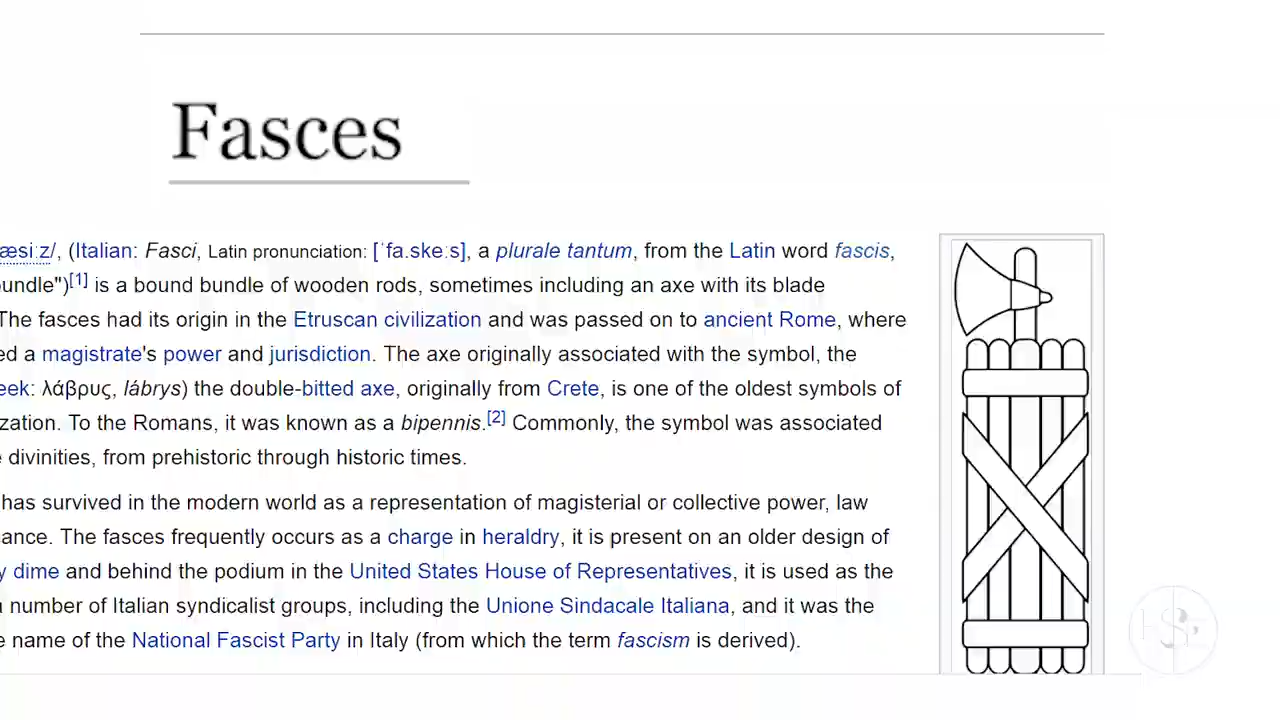 Fasces
æsiːz/, (Italian: Fasci, Latin pronunciation: [ˈfa.skeːs], a plurale tantum, from the Latin word fascis,
undle")[1] is a bound bundle of wooden rods, sometimes including an axe with its blade
The fasces had its origin in the Etruscan civilization and was passed on to ancient Rome, where
ed a magistrate's power and jurisdiction. The axe originally associated with the symbol, the
eek: λάβρυς, lábrys) the double-bitted axe, originally from Crete, is one of the oldest symbols of
zation. To the Romans, it was known as a bipennis.[2] Commonly, the symbol was associated
divinities, from prehistoric through historic times.
has survived in the modern world as a representation of magisterial or collective power, law
ance. The fasces frequently occurs as a charge in heraldry, it is present on an older design of
y dime and behind the podium in the United States House of Representatives, it is used as the
number of Italian syndicalist groups, including the Unione Sindacale Italiana, and it was the
e name of the National Fascist Party in Italy (from which the term fascism is derived).